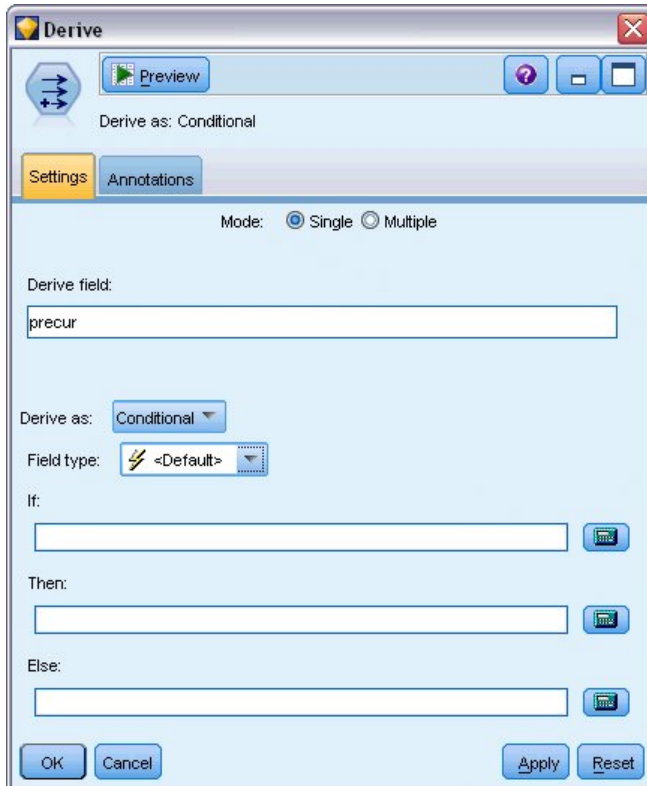 Derive
Preview
?
Derive as: Conditional
Settings Annotations
Mode: Single Multiple
Derive field:
precur
Derive as: Conditional
Field type: <Default>
If:
Then:
Else:
OK Cancel Apply Reset